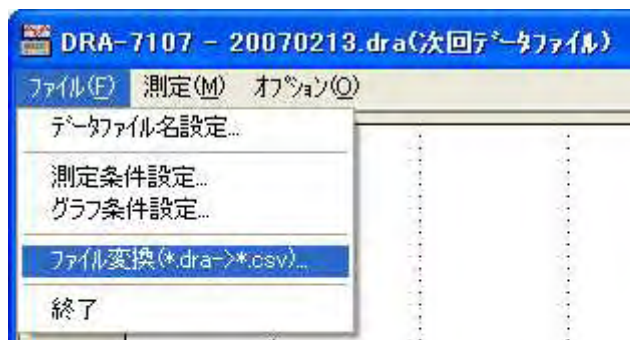 DRA-7107 - 20070213.dra(次回ﾃﾞｰﾀﾌｧｲﾙ)
ﾌｧｲﾙ(F) 測定(M) ｵﾌﾟｼｮﾝ(O)
ﾃﾞｰﾀﾌｧｲﾙ名設定...
測定条件設定...
グラフ条件設定...
ﾌｧｲﾙ変換(*.dra->*.csv)...
終了